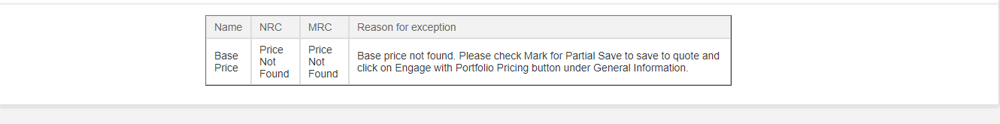 Name NRC MRC Reason for exception
Base Price
Price Not Found
Price Not Found
Base price not found. Please check Mark for Partial Save to save to quote and
click on Engage with Portfolio Pricing button under General Information.